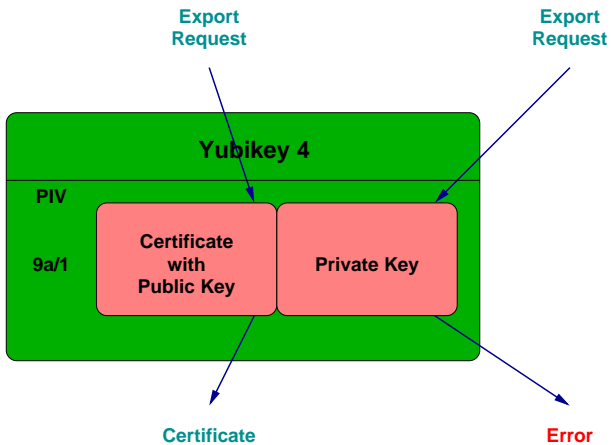 Export
Request
Export
Request
Yubikey 4
PIV
9a/1
Certificate
with
Public Key
Private Key
Certificate
Error